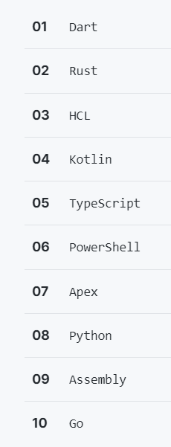 01 Dart
02 Rust
03 HCL
04 Kotlin
05 TypeScript
06 PowerShell
07 Apex
08 Python
09 Assembly
10 Go